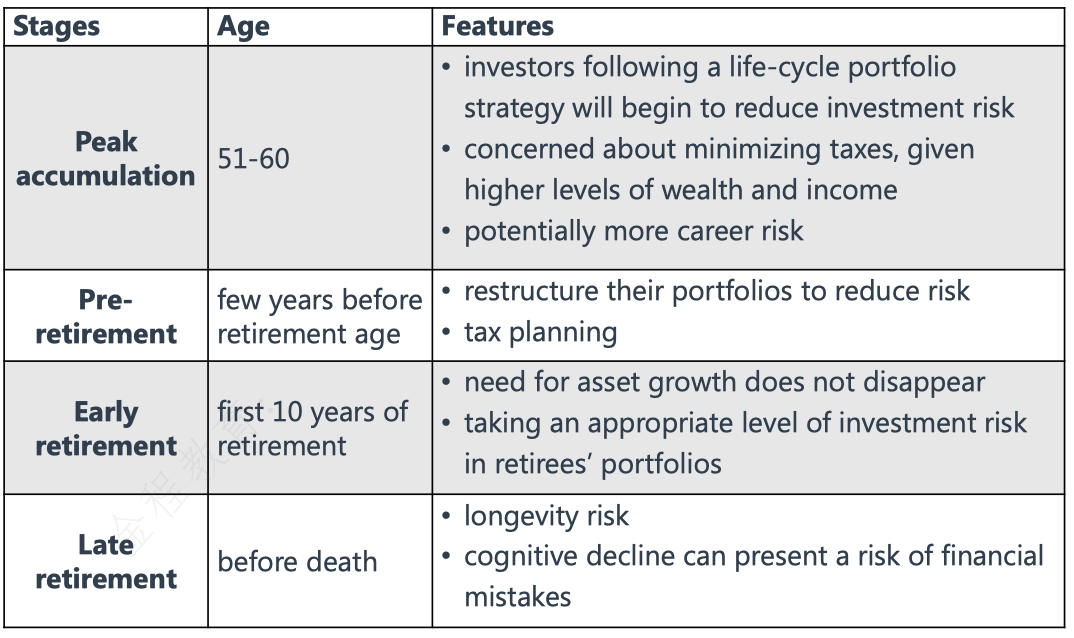 Stages Age Features
Peak accumulation
51-60
• investors following a life-cycle portfolio
strategy will begin to reduce investment risk
• concerned about minimizing taxes, given
higher levels of wealth and income
• potentially more career risk
Pre-
retirement
few years before
retirement age
• restructure their portfolios to reduce risk
• tax planning
Early
retirement
first 10 years of
retirement
• need for asset growth does not disappear
• taking an appropriate level of investment risk
in retirees’ portfolios
Late
retirement
before death
• longevity risk
• cognitive decline can present a risk of financial
mistakes
金程教育